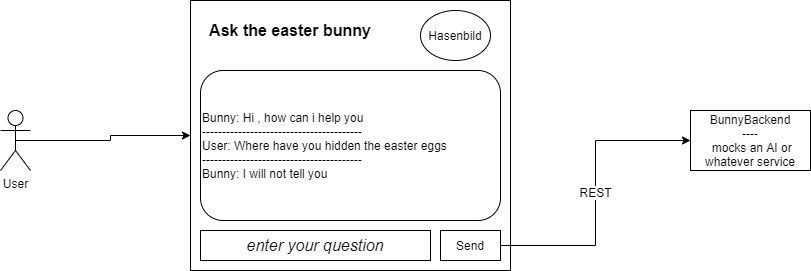 Ask the easter bunny
Hasenbild
Bunny: Hi , how can i help you
------------------------------------
User: Where have you hidden the easter eggs
------------------------------------
Bunny: I will not tell you
enter your question
Send
User
REST
BunnyBackend
----
mocks an AI or
whatever service